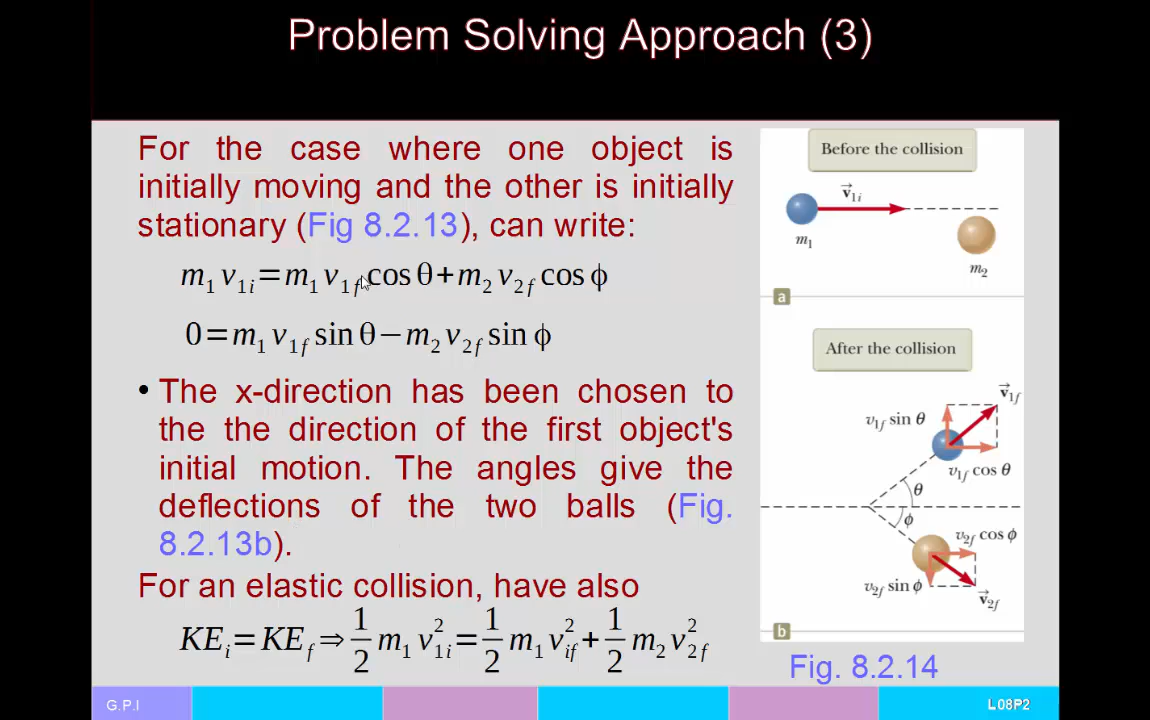 Problem Solving Approach (3)
For the case where one object is
initially moving and the other is initially
stationary (Fig 8.2.13), can write:
m₁ v₁ᵢ=m₁ v₁f cos θ+m₂ v₂f cos ϕ
0=m₁ v₁f sin θ−m₂ v₂f sin ϕ
• The x-direction has been chosen to
the the direction of the first object's
initial motion. The angles give the
deflections of the two balls (Fig.
8.2.13b).
For an elastic collision, have also
KEᵢ=KE_f ⇒ 1/2 m₁ v₁ᵢ² = 1/2 m₁ v_if² + 1/2 m₂ v₂f²
Before the collision
v⃗₁ᵢ
m₁
m₂
a
After the collision
v⃗₁f
v₁f sin θ
v₁f cos θ
θ
ϕ
v₂f cos ϕ
v₂f sin ϕ
v⃗₂f
b
Fig. 8.2.14
G.P.I
L08P2